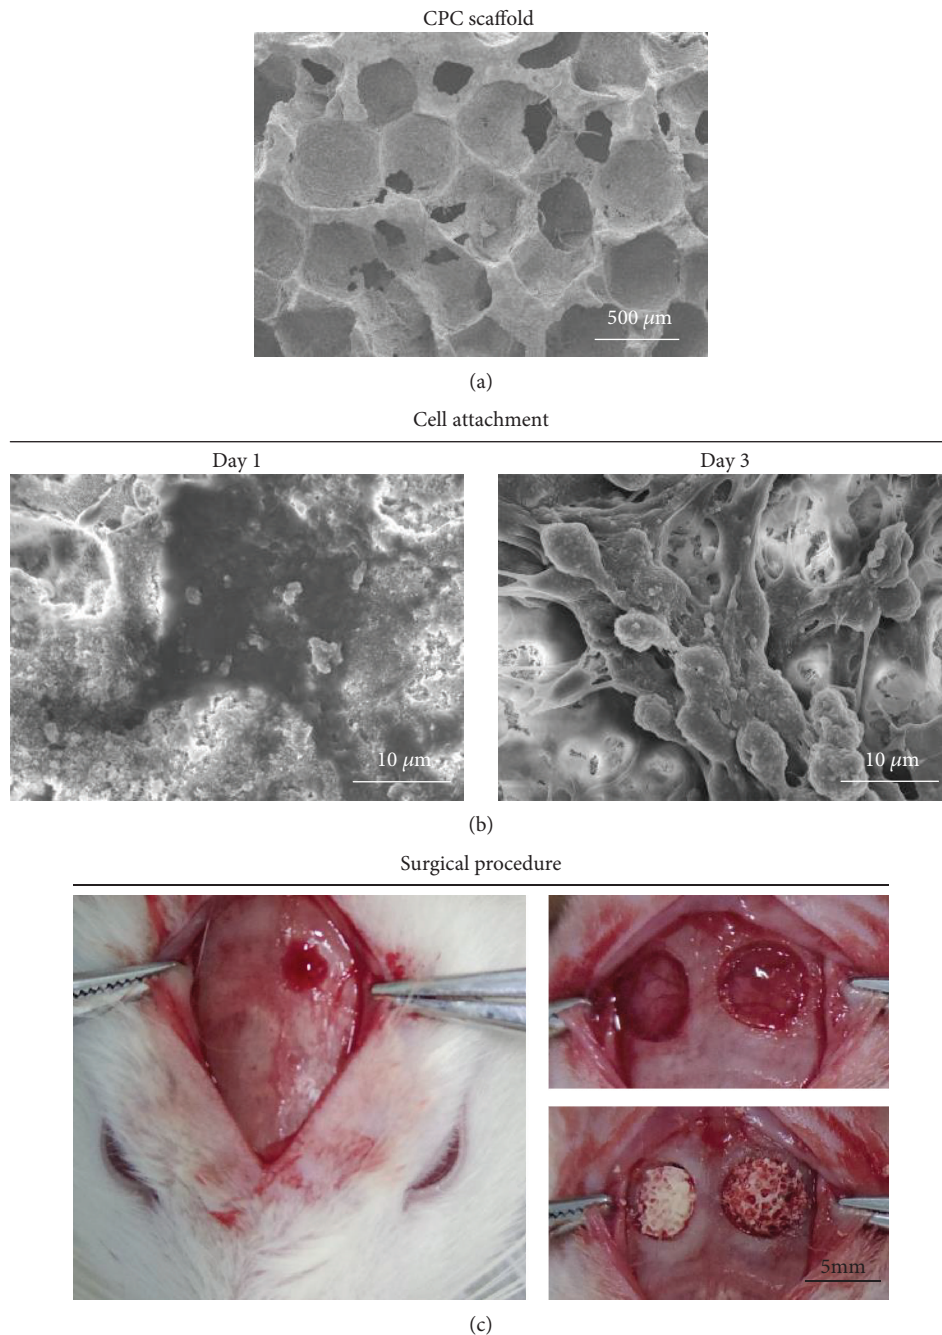 CPC scaffold
500 μm
(a)
Cell attachment
Day 1
Day 3
10 μm
10 μm
(b)
Surgical procedure
5mm
(c)